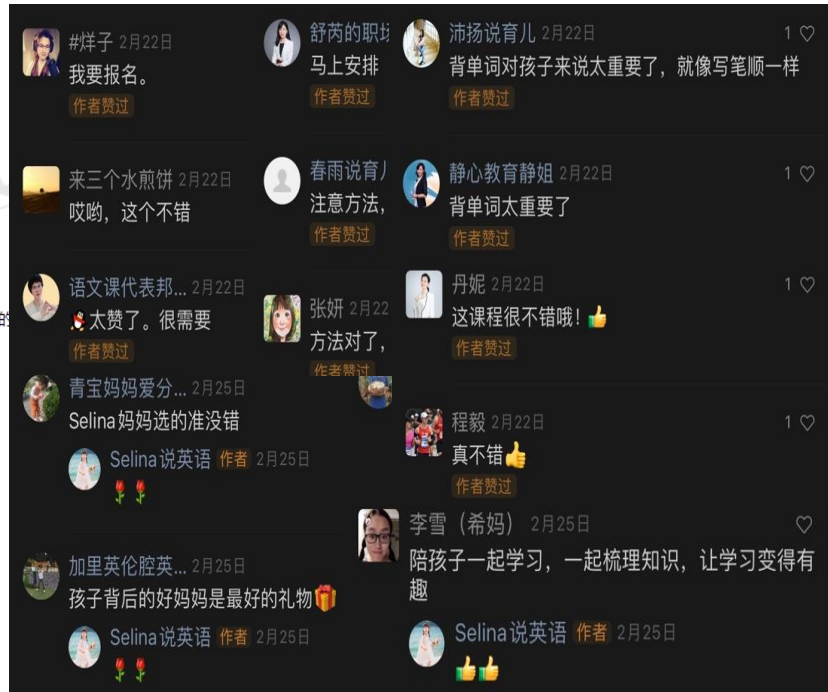 #烊子 2月22日
我要报名。
作者赞过
来三个水煎饼 2月22日
哎哟，这个不错
语文课代表邦... 2月22日
太赞了。很需要
作者赞过
青宝妈妈爱分... 2月25日
Selina妈妈选的准没错
Selina说英语 作者 2月25日
加里英伦腔英... 2月25日
孩子背后的好妈妈是最好的礼物
Selina说英语 作者 2月25日
舒芮的职场
马上安排
作者赞过
春雨说育儿
注意方法，
作者赞过
张妍 2月22
方法对了，
作者赞过
沛扬说育儿 2月22日 1
背单词对孩子来说太重要了，就像写笔顺一样
作者赞过
静心教育静姐 2月22日 1
背单词太重要了
作者赞过
丹妮 2月22日 1
这课程很不错哦！
作者赞过
程毅 2月22日 1
真不错
作者赞过
李雪（希妈） 2月25日
陪孩子一起学习，一起梳理知识，让学习变得有
趣
Selina说英语 作者 2月25日
的